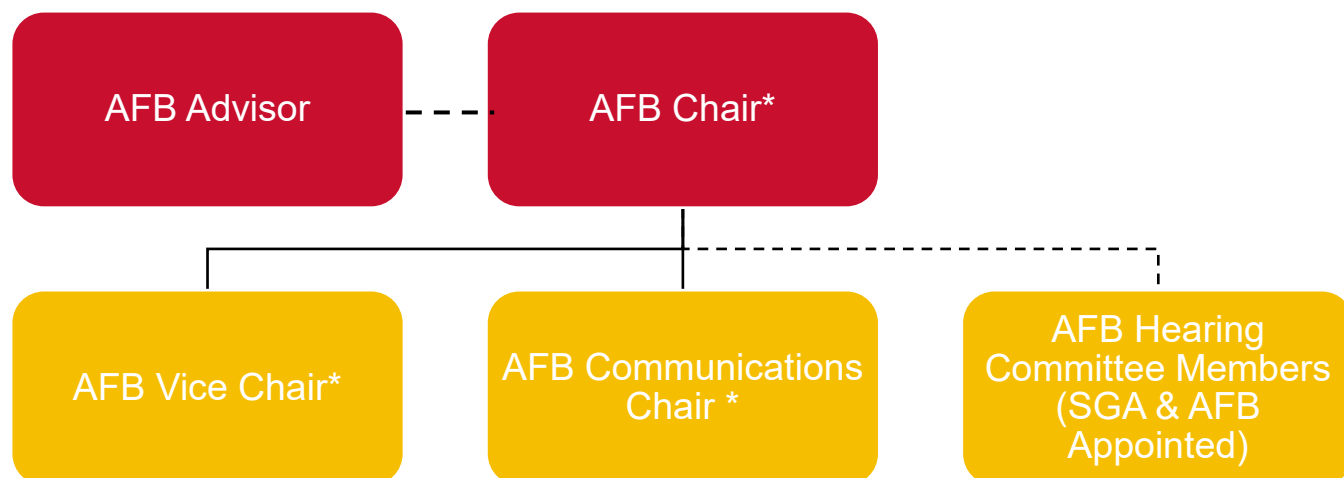 AFB Advisor
AFB Chair*
AFB Vice Chair*
AFB Communications
Chair *
AFB Hearing
Committee Members
(SGA & AFB
Appointed)